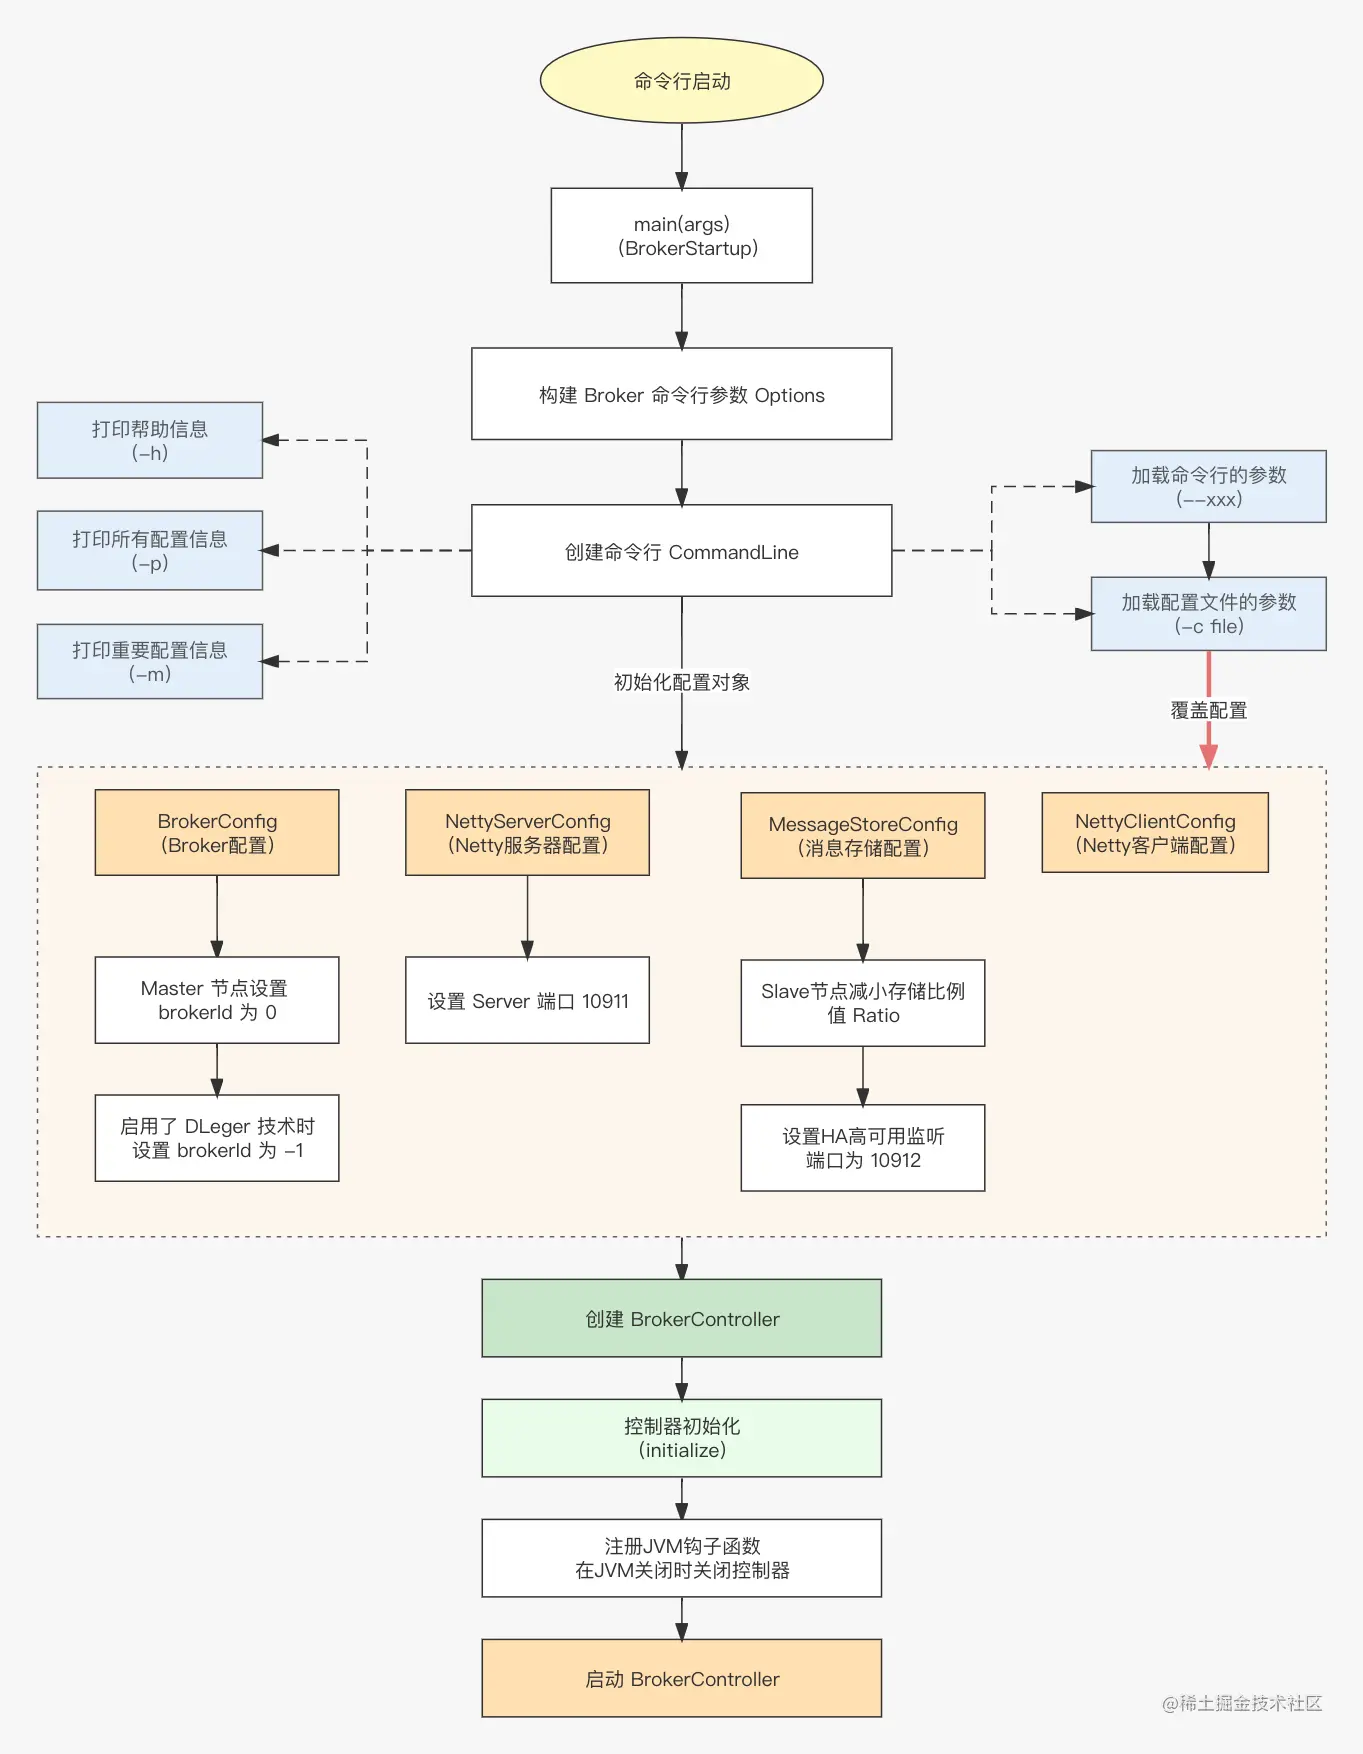 命令行启动
main(args)
(BrokerStartup)
构建 Broker 命令行参数 Options
打印帮助信息
(-h)
打印所有配置信息
(-p)
打印重要配置信息
(-m)
创建命令行 CommandLine
加载命令行的参数
(--xxx)
加载配置文件的参数
(-c file)
初始化配置对象
覆盖配置
BrokerConfig
(Broker配置)
Master 节点设置
brokerId 为 0
启用了 DLeger 技术时
设置 brokerId 为 -1
NettyServerConfig
(Netty服务器配置)
设置 Server 端口 10911
MessageStoreConfig
(消息存储配置)
Slave节点减小存储比例
值 Ratio
设置HA高可用监听
端口为 10912
NettyClientConfig
(Netty客户端配置)
创建 BrokerController
控制器初始化
(initialize)
注册JVM钩子函数
在JVM关闭时关闭控制器
启动 BrokerController
@稀土掘金技术社区